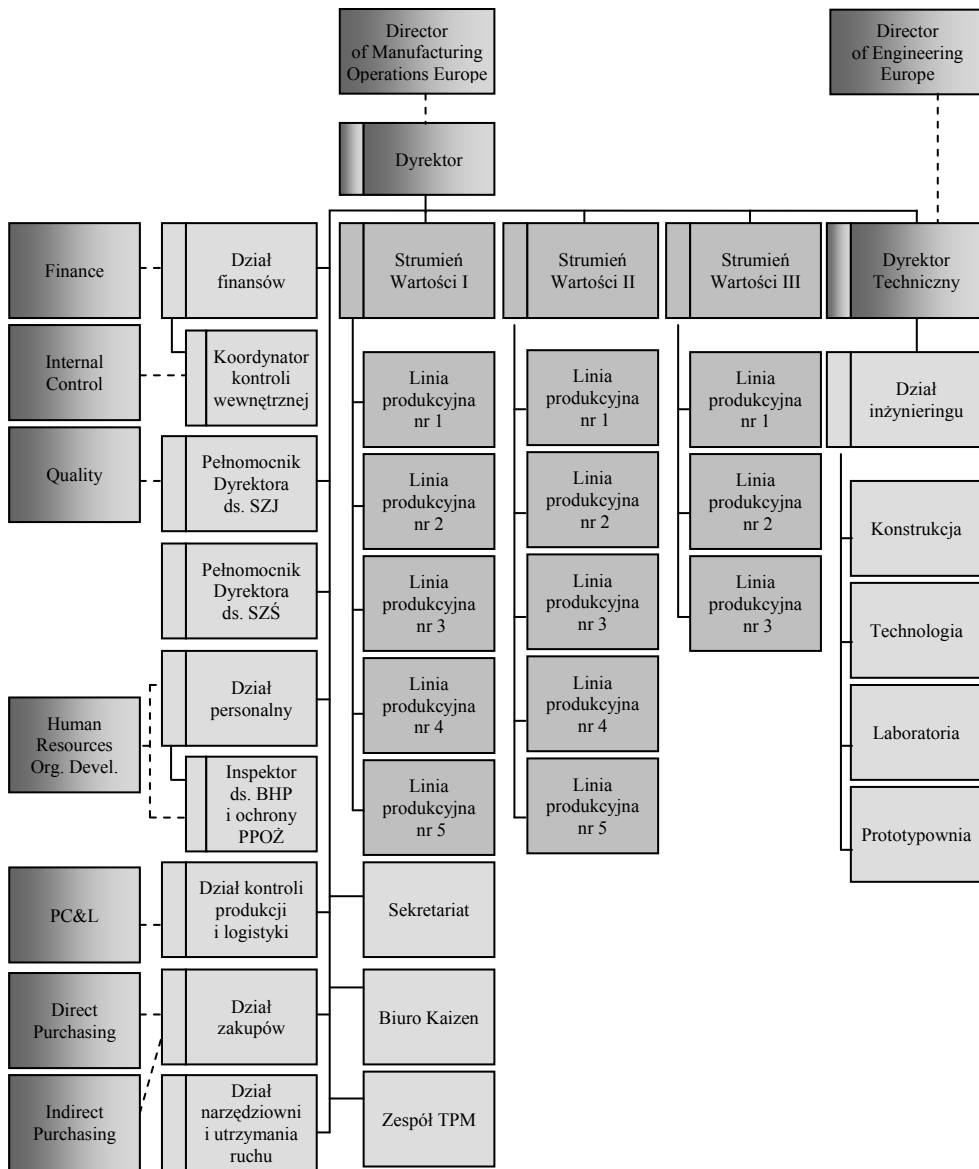 Director
of Manufacturing
Operations Europe
Director
of Engineering
Europe
Dyrektor
Finance
Dział
finansów
Strumień
Wartości I
Strumień
Wartości II
Strumień
Wartości III
Dyrektor
Techniczny
Internal
Control
Koordynator
kontroli
wewnętrznej
Linia
produkcyjna
nr 1
Linia
produkcyjna
nr 1
Linia
produkcyjna
nr 1
Dział
inżynieringu
Quality
Pełnomocnik
Dyrektora
ds. SZJ
Linia
produkcyjna
nr 2
Linia
produkcyjna
nr 2
Linia
produkcyjna
nr 2
Konstrukcja
Pełnomocnik
Dyrektora
ds. SZŚ
Linia
produkcyjna
nr 3
Linia
produkcyjna
nr 3
Linia
produkcyjna
nr 3
Technologia
Human
Resources
Org. Devel.
Dział
personalny
Linia
produkcyjna
nr 4
Linia
produkcyjna
nr 4
Laboratoria
Inspektor
ds. BHP
i ochrony
PPOŻ
Linia
produkcyjna
nr 5
Linia
produkcyjna
nr 5
Prototypownia
PC&L
Dział kontroli
produkcji
i logistyki
Sekretariat
Direct
Purchasing
Dział
zakupów
Biuro Kaizen
Indirect
Purchasing
Dział
narzędziowni
i utrzymania
ruchu
Zespół TPM